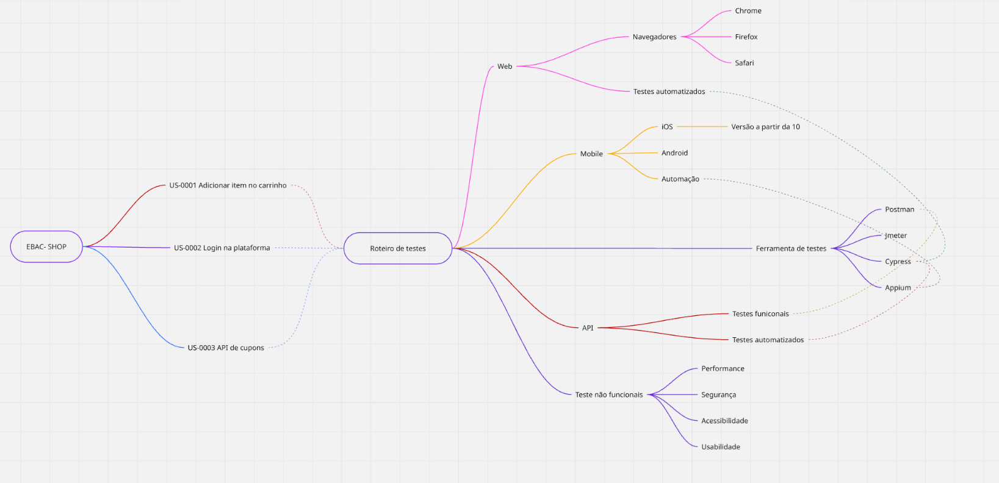 EBAC- SHOP
US-0001 Adicionar item no carrinho
US-0002 Login na plataforma
US-0003 API de cupons
Roteiro de testes
Web
Navegadores
Chrome
Firefox
Safari
Testes automatizados
Mobile
iOS
Versão a partir da 10
Android
Automação
Ferramenta de testes
Postman
Jmeter
Cypress
Appium
API
Testes funiconais
Testes automatizados
Teste não funcionais
Performance
Segurança
Acessibilidade
Usabilidade